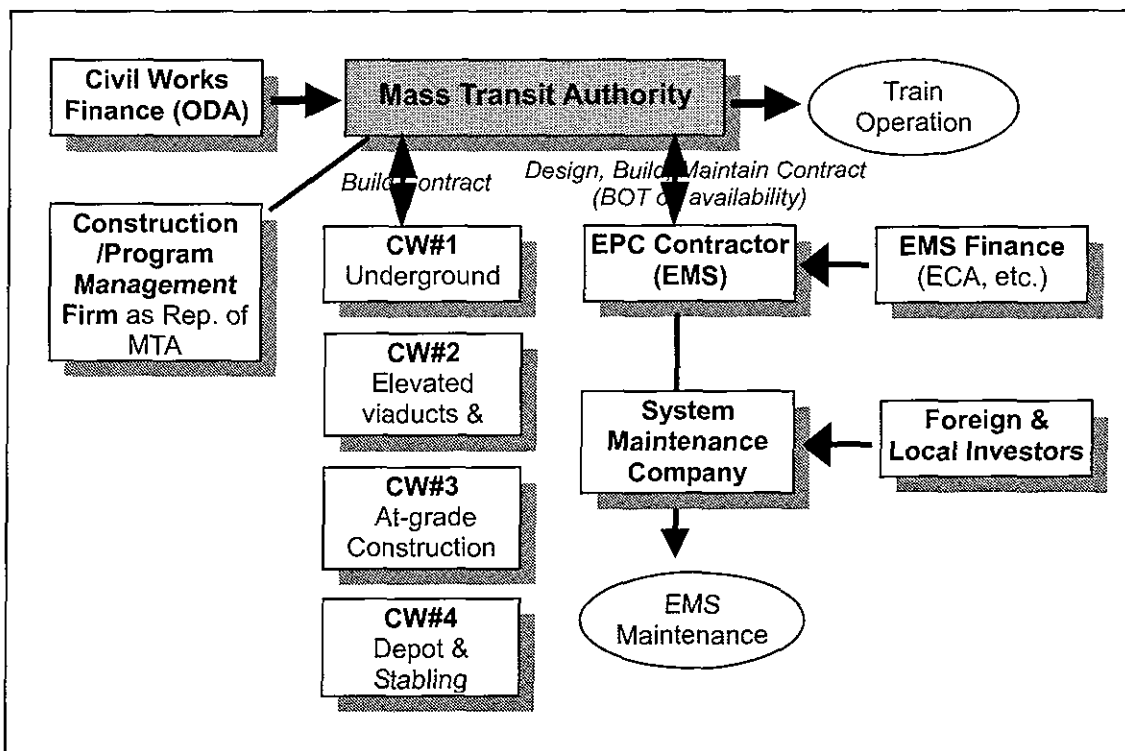 Civil Works
Finance (ODA)
Mass Transit Authority
Train
Operation
Build Contract
Design, Build, Maintain Contract
(BOT or availability)
Construction
/Program
Management
Firm as Rep. of
MTA
CW#1
Underground
EPC Contractor
(EMS)
EMS Finance
(ECA, etc.)
CW#2
Elevated
viaducts &
System
Maintenance
Company
Foreign &
Local Investors
CW#3
At-grade
Construction
EMS
Maintenance
CW#4
Depot &
Stabling